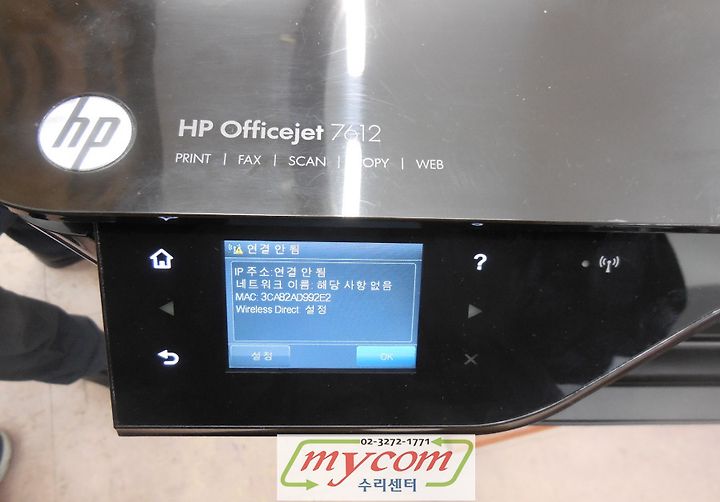 hp
HP Officejet 7612
PRINT | FAX | SCAN | COPY | WEB
연결 안 됨
?
IP 주소:연결 안 됨
네트워크 이름: 해당 사항 없음
MAC: 3CA82AD992E2
Wireless Direct 설정
설정
OK
02-3272-1771
mycom
수리센터